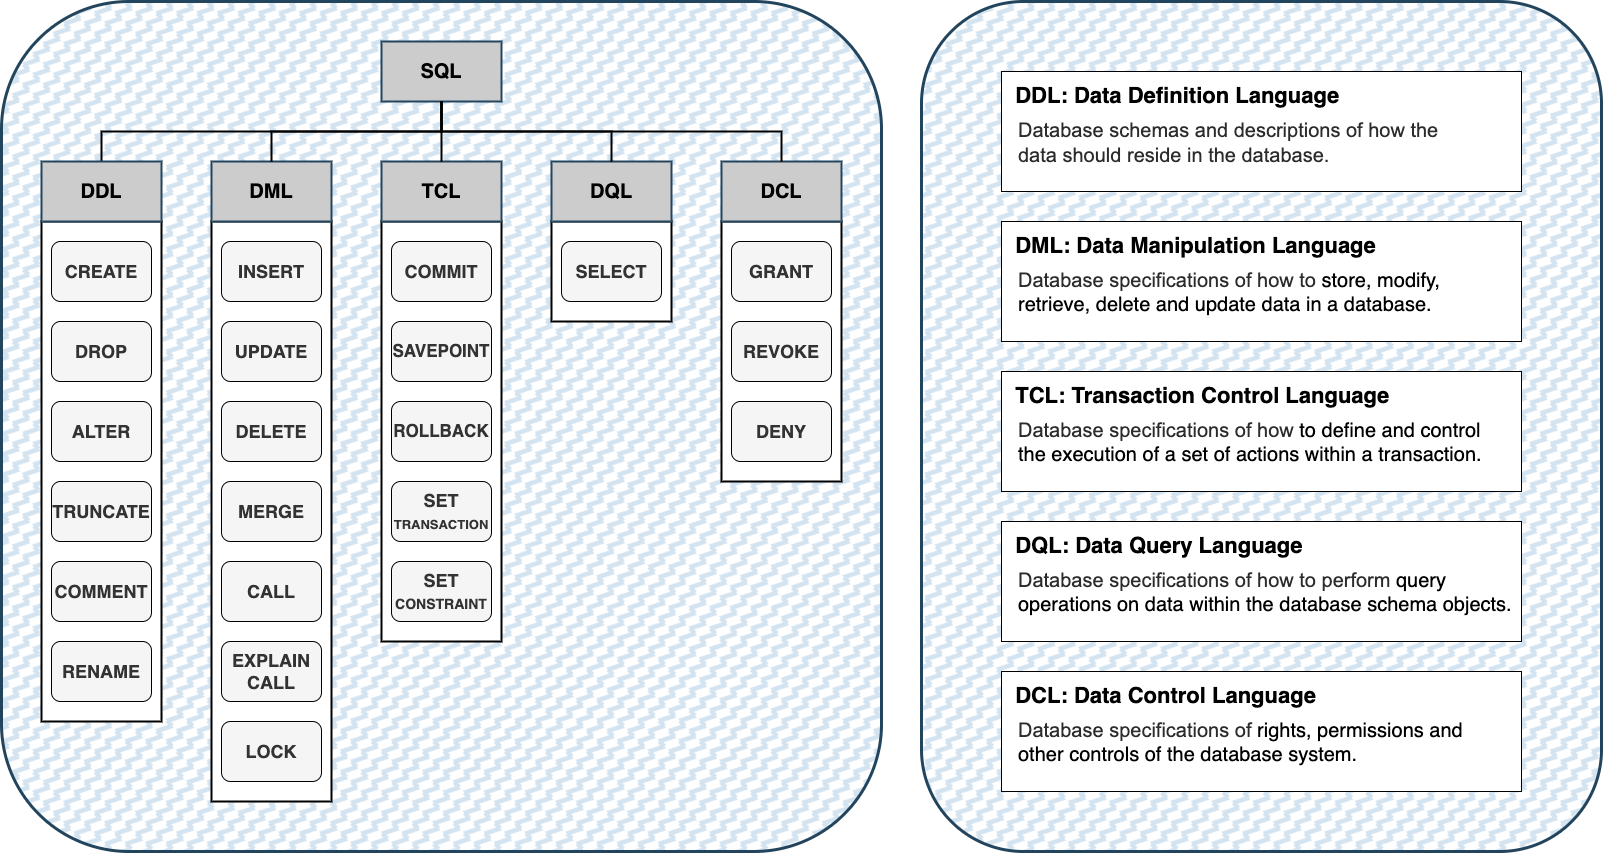 SQL
DDL
DML
TCL
DQL
DCL
CREATE
DROP
ALTER
TRUNCATE
COMMENT
RENAME
INSERT
UPDATE
DELETE
MERGE
CALL
EXPLAIN
CALL
LOCK
COMMIT
SAVEPOINT
ROLLBACK
SET
TRANSACTION
SET
CONSTRAINT
SELECT
GRANT
REVOKE
DENY
DDL: Data Definition Language
Database schemas and descriptions of how the
data should reside in the database.
DML: Data Manipulation Language
Database specifications of how to store, modify,
retrieve, delete and update data in a database.
TCL: Transaction Control Language
Database specifications of how to define and control
the execution of a set of actions within a transaction.
DQL: Data Query Language
Database specifications of how to perform query
operations on data within the database schema objects.
DCL: Data Control Language
Database specifications of rights, permissions and
other controls of the database system.